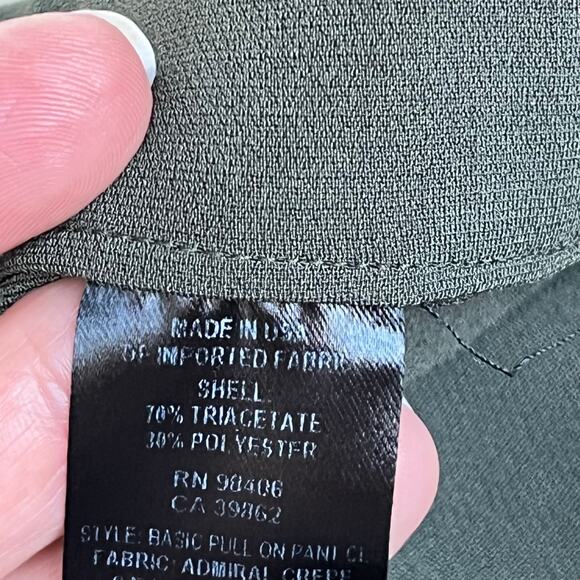 MADE IN USA
OF IMPORTED FABRIC
SHELL
70% TRIACETATE
30% POLYESTER
RN 98406
CA 39862
STYLE: BASIC PULL ON PANT CL
FABRIC: ADMIRAL CREPE